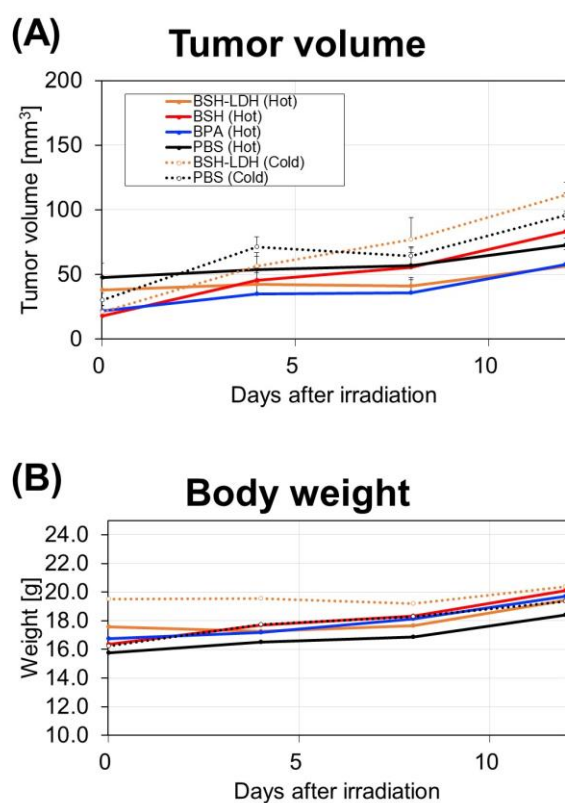 (A)
Tumor volume
200
150
100
50
0
Tumor volume [mm³]
BSH-LDH (Hot)
BSH (Hot)
BPA (Hot)
PBS (Hot)
BSH-LDH (Cold)
PBS (Cold)
0 5 10
Days after irradiation
(B)
Body weight
24.0
22.0
20.0
18.0
16.0
14.0
12.0
10.0
Weight [g]
0 5 10
Days after irradiation